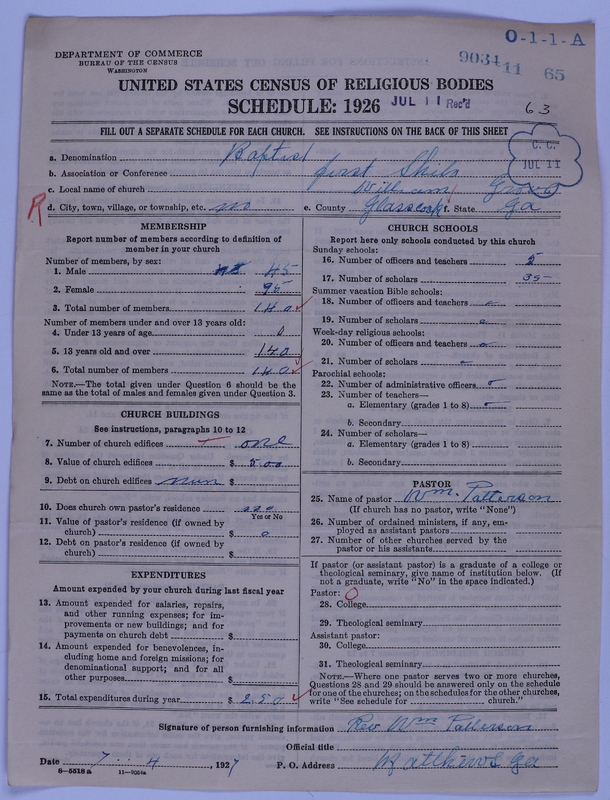 O-1-1-A
DEPARTMENT OF COMMERCE
BUREAU OF THE CENSUS
WASHINGTON
9034 11 65
UNITED STATES CENSUS OF RELIGIOUS BODIES
SCHEDULE: 1926 JUL 11 Rec'd
63
FILL OUT A SEPARATE SCHEDULE FOR EACH CHURCH. SEE INSTRUCTIONS ON THE BACK OF THIS SHEET
C. C.
JUL 11
a. Denomination Baptist
b. Association or Conference first Shilo
c. Local name of church William Grove
R d. City, town, village, or township, etc. no e. County Glasscock f. State Ga
MEMBERSHIP
Report number of members according to definition of
member in your church
Number of members, by sex:
1. Male 45
2. Female 95
3. Total number of members 140
Number of members under and over 13 years old:
4. Under 13 years of age 0
5. 13 years old and over 140
6. Total number of members 140
NOTE.—The total given under Question 6 should be the
same as the total of males and females given under Question 3.
CHURCH BUILDINGS
See instructions, paragraphs 10 to 12
7. Number of church edifices one
8. Value of church edifices $ 500
9. Debt on church edifices nun $
10. Does church own pastor's residence
Yes or No
11. Value of pastor's residence (if owned by
church) $ 0
12. Debt on pastor's residence (if owned by
church) $
EXPENDITURES
Amount expended by your church during last fiscal year
13. Amount expended for salaries, repairs,
and other running expenses; for im-
provements or new buildings; and for
payments on church debt $
14. Amount expended for benevolences, in-
cluding home and foreign missions; for
denominational support; and for all
other purposes $
15. Total expenditures during year $ 250
CHURCH SCHOOLS
Report here only schools conducted by this church
Sunday schools:
16. Number of officers and teachers 5
17. Number of scholars 35
Summer vacation Bible schools:
18. Number of officers and teachers o
19. Number of scholars o
Week-day religious schools:
20. Number of officers and teachers o
21. Number of scholars o
Parochial schools:
22. Number of administrative officers o
23. Number of teachers—
a. Elementary (grades 1 to 8) o
b. Secondary
24. Number of scholars—
a. Elementary (grades 1 to 8)
b. Secondary
PASTOR
25. Name of pastor Wm. Patterson
(If church has no pastor, write "None")
26. Number of ordained ministers, if any, em-
ployed as assistant pastors
27. Number of other churches served by the
pastor or his assistants
If pastor (or assistant pastor) is a graduate of a college or
theological seminary, give name of institution below. (If
not a graduate, write "No" in the space indicated.)
Pastor: O
28. College
29. Theological seminary
Assistant pastor:
30. College
31. Theological seminary
NOTE.—Where one pastor serves two or more churches,
Questions 28 and 29 should be answered only on the schedule
for one of the churches; on the schedules for the other churches,
write "See schedule for church."
Signature of person furnishing information Rev Wm Patterson
Official title
Date 7-4, 1927 P. O. Address Matthews Ga
8—5518a 11—9034a